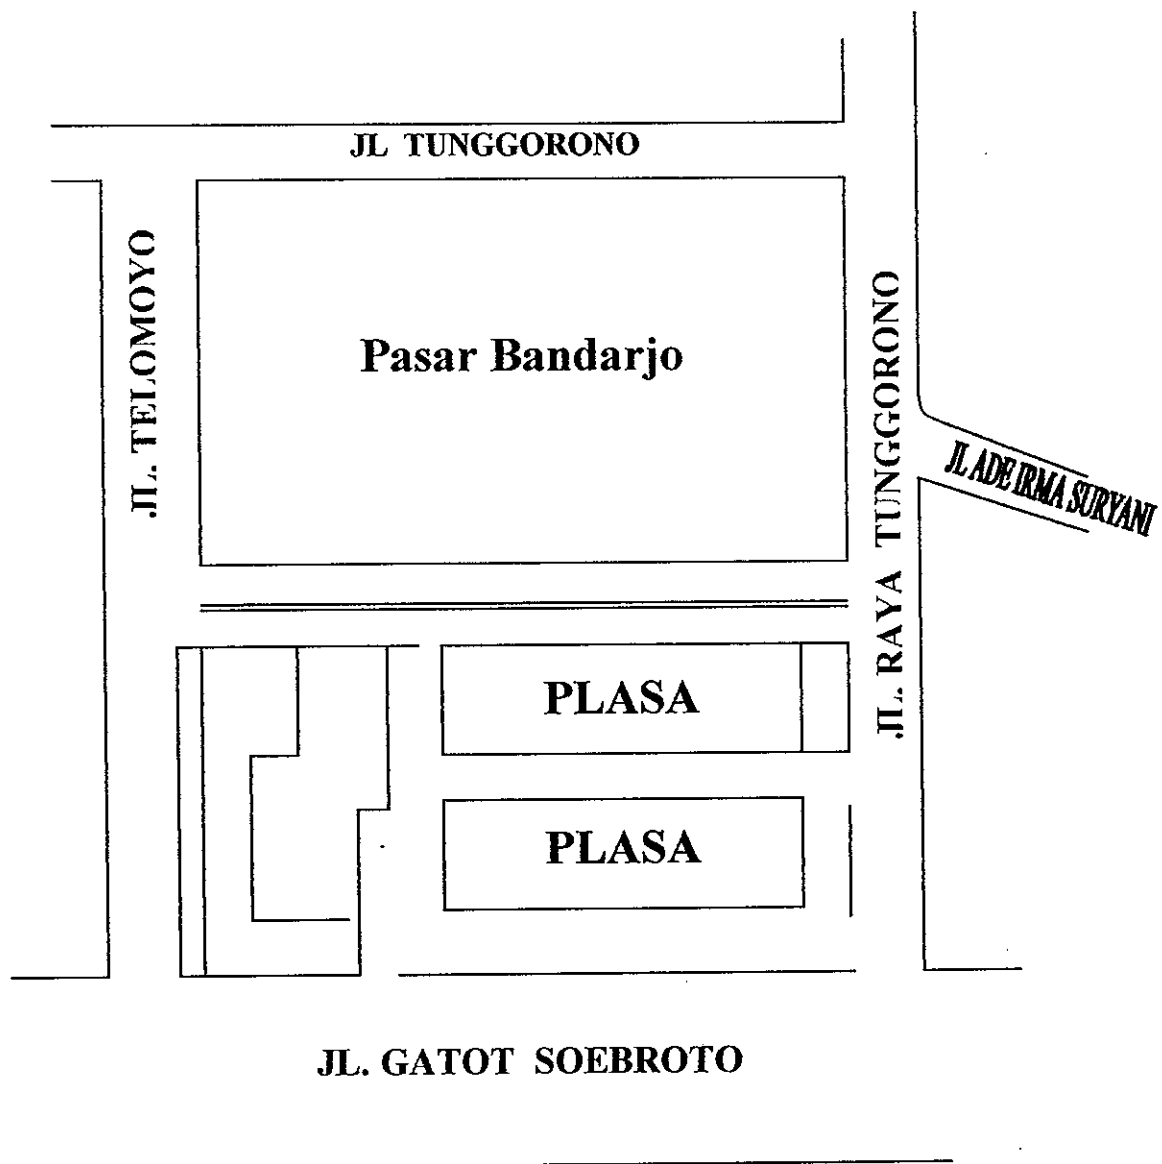 JL TUNGGORONO
JL. TELOMOYO
Pasar Bandarjo
JL. RAYA TUNGGORONO
JL ADE IRMA SURYANI
PLASA
PLASA
JL. GATOT SOEBROTO